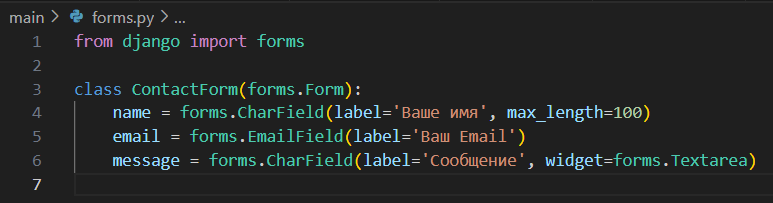 main > forms.py > ...
1 from django import forms
2
3 class ContactForm(forms.Form):
4     name = forms.CharField(label='Ваше имя', max_length=100)
5     email = forms.EmailField(label='Ваш Email')
6     message = forms.CharField(label='Сообщение', widget=forms.Textarea)
7